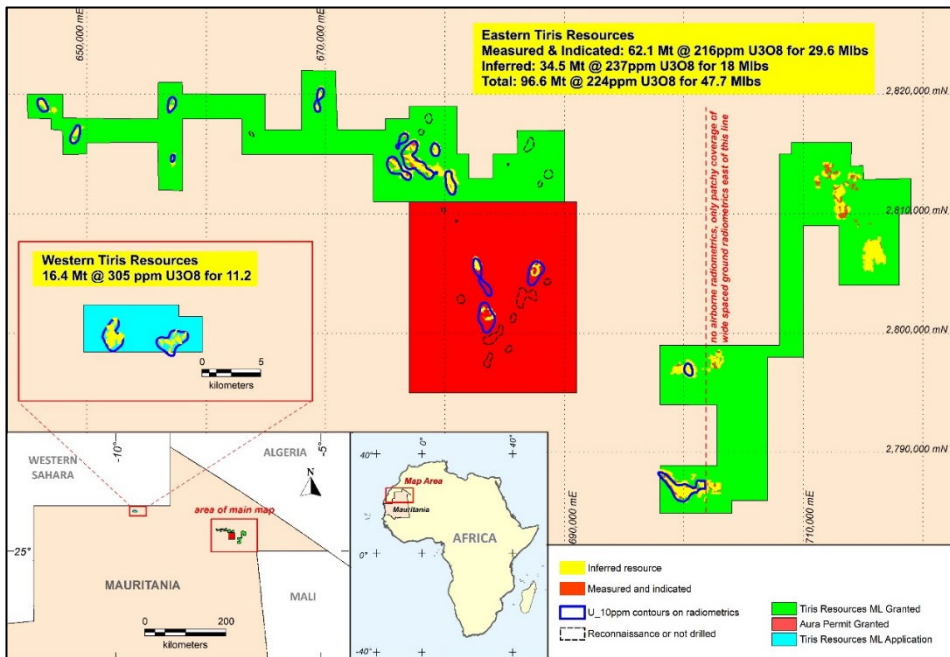 650,000 mE
670,000 mE
Eastern Tiris Resources
Measured & Indicated: 62.1 Mt @ 216ppm U3O8 for 29.6 Mlbs
Inferred: 34.5 Mt @ 237ppm U3O8 for 18 Mlbs
Total: 96.6 Mt @ 224ppm U3O8 for 47.7 Mlbs
2,820,000 mN
no airborne radiometrics, only patchy coverage of
wide spaced ground radiometrics east of this line
2,810,000 mN
Western Tiris Resources
16.4 Mt @ 305 ppm U3O8 for 11.2
0
5
kilometers
2,800,000 mN
2,790,000 mN
690,000 mE
710,000 mE
WESTERN
SAHARA
-10°
ALGERIA
-5°
N
area of main map
25°
MAURITANIA
MALI
0
200
kilometers
0°
40°
40°
Map Area
Mauritania
AFRICA
0°
-40°
Inferred resource
Measured and indicated
U_10ppm contours on radiometrics
Reconnaissance or not drilled
Tiris Resources ML Granted
Aura Permit Granted
Tiris Resources ML Application